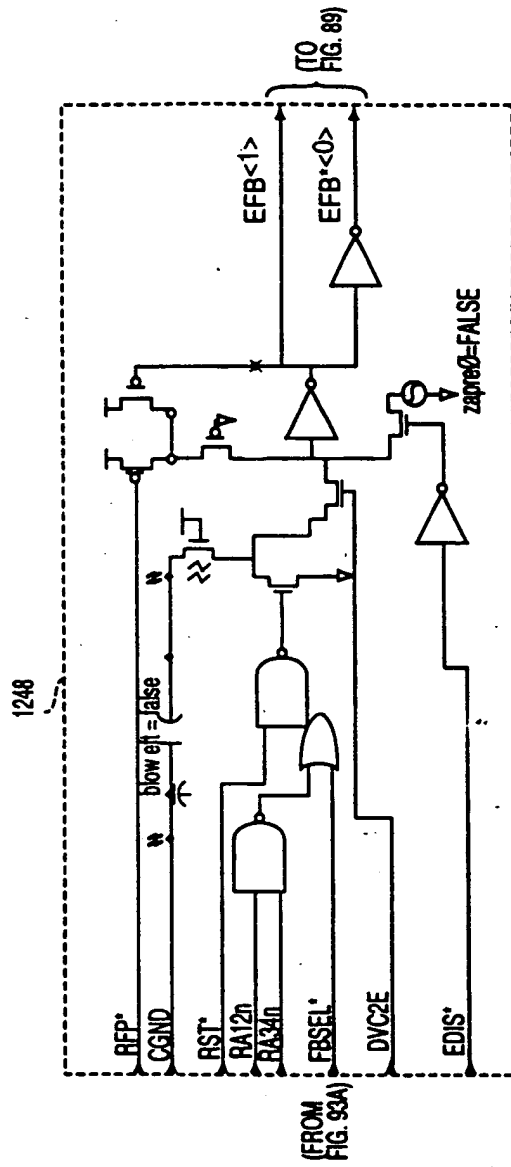 1248
RFP*
CGND
blow eft = false
RST*
RA12n
RA34n
(FROM
FIG. 93A)
FBSEL*
DVC2E
EDIS*
zapreØ=FALSE
EFB<1>
EFB*<0>
(TO
FIG. 89)